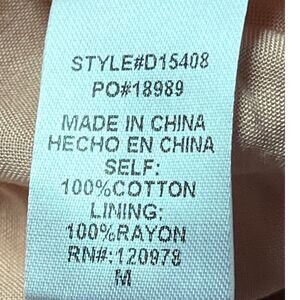 STYLE#D15408
PO#18989
MADE IN CHINA
HECHO EN CHINA
SELF:
100%COTTON
LINING:
100%RAYON
RN#:120978
M